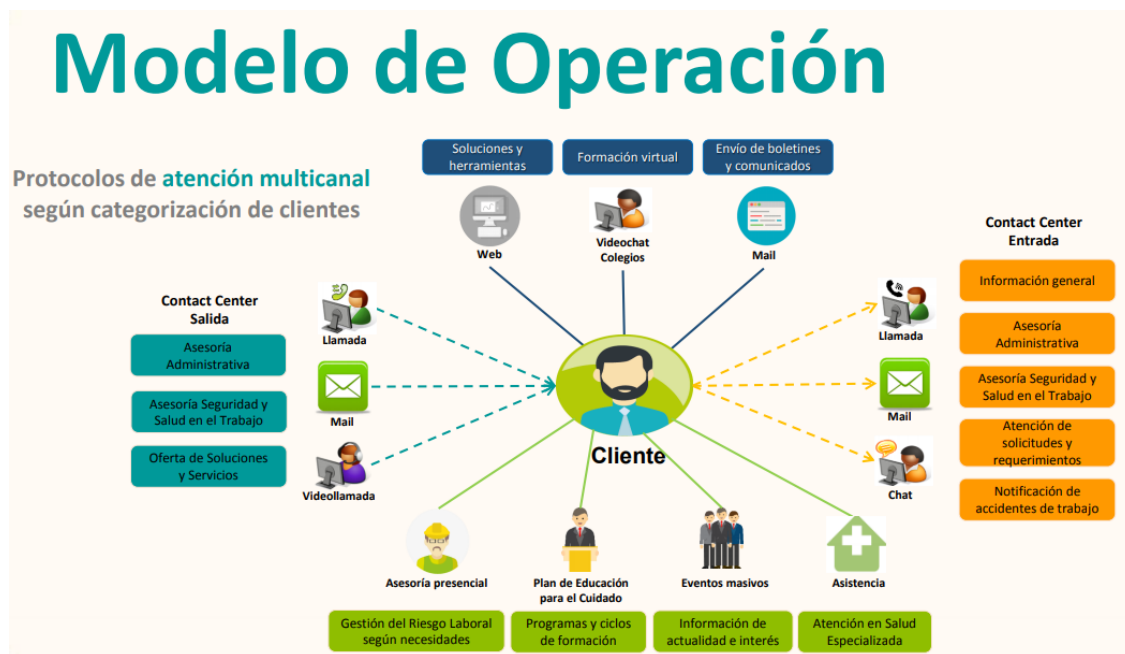 Modelo de Operación
Protocolos de atención multicanal
según categorización de clientes
Soluciones y
herramientas
Formación virtual
Envío de boletines
y comunicados
Web
Videochat
Colegios
Mail
Contact Center
Salida
Asesoría
Administrativa
Asesoría Seguridad y
Salud en el Trabajo
Oferta de Soluciones
y Servicios
Llamada
Mail
Videollamada
Cliente
Llamada
Mail
Chat
Contact Center
Entrada
Información general
Asesoría
Administrativa
Asesoría Seguridad y
Salud en el Trabajo
Atención de
solicitudes y
requerimientos
Notificación de
accidentes de trabajo
Asesoría presencial
Plan de Educación
para el Cuidado
Eventos masivos
Asistencia
Gestión del Riesgo Laboral
según necesidades
Programas y ciclos
de formación
Información de
actualidad e interés
Atención en Salud
Especializada